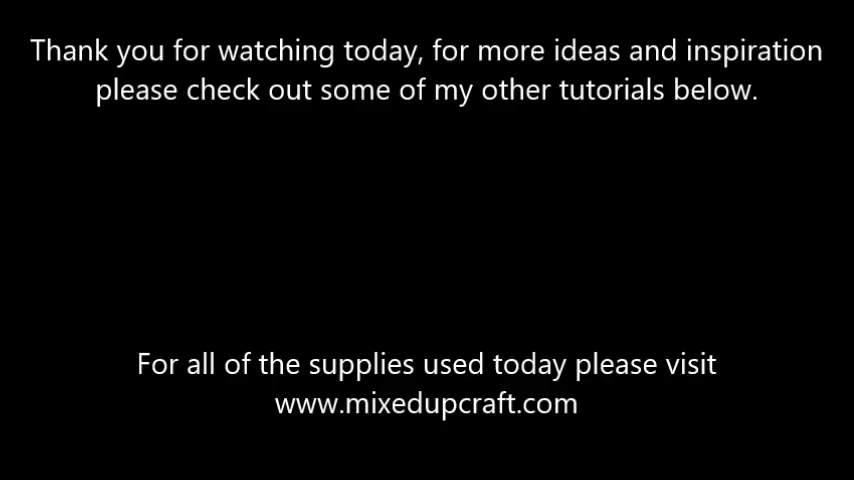 Thank you for watching today, for more ideas and inspiration
please check out some of my other tutorials below.
For all of the supplies used today please visit
www.mixedupcraft.com